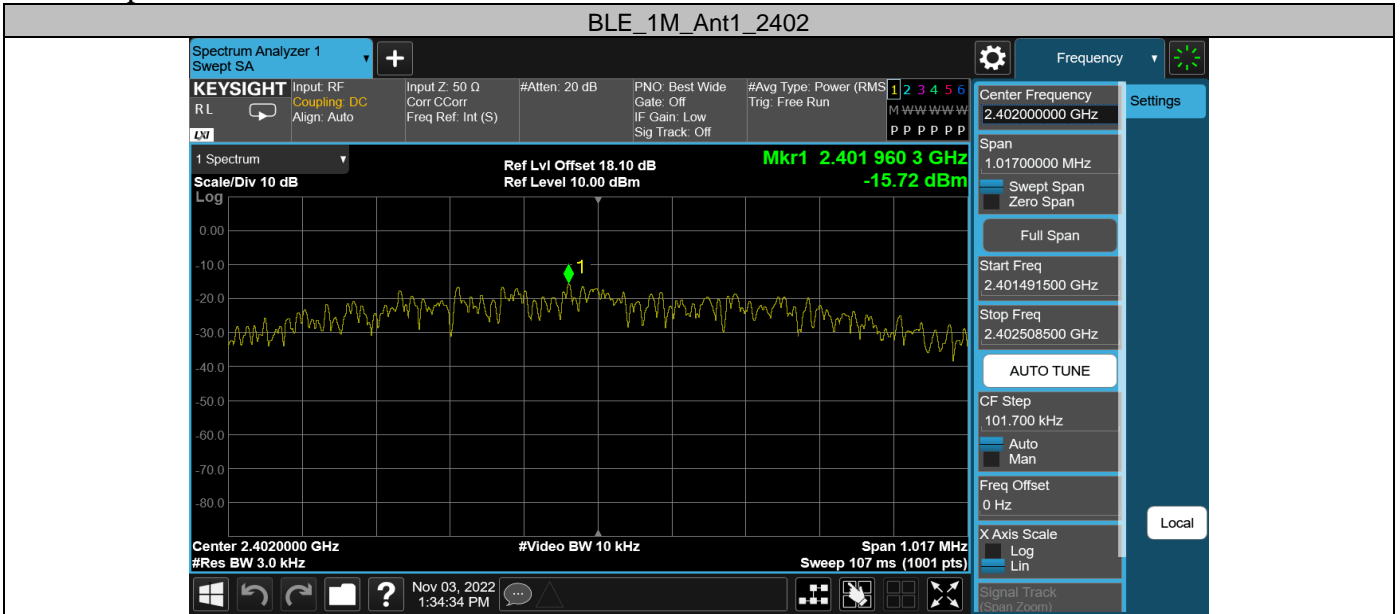 BLE_1M_Ant1_2402
Spectrum Analyzer 1
Swept SA
Frequency
KEYSIGHT
RL
LXI
Input: RF
Coupling: DC
Align: Auto
Input Z: 50 Ω
Corr CCorr
Freq Ref: Int (S)
#Atten: 20 dB
PNO: Best Wide
Gate: Off
IF Gain: Low
Sig Track: Off
#Avg Type: Power (RMS
Trig: Free Run
1 2 3 4 5 6
M W W W W W
P P P P P P
1 Spectrum
Scale/Div 10 dB
Log
Ref Lvl Offset 18.10 dB
Ref Level 10.00 dBm
Mkr1 2.401 960 3 GHz
-15.72 dBm
0.00
-10.0
-20.0
-30.0
-40.0
-50.0
-60.0
-70.0
-80.0
1
Center 2.4020000 GHz
#Res BW 3.0 kHz
#Video BW 10 kHz
Span 1.017 MHz
Sweep 107 ms (1001 pts)
Nov 03, 2022
1:34:34 PM
Center Frequency
2.402000000 GHz
Settings
Span
1.01700000 MHz
Swept Span
Zero Span
Full Span
Start Freq
2.401491500 GHz
Stop Freq
2.402508500 GHz
AUTO TUNE
CF Step
101.700 kHz
Auto
Man
Freq Offset
0 Hz
X Axis Scale
Log
Lin
Local
Signal Track
(Span Zoom)